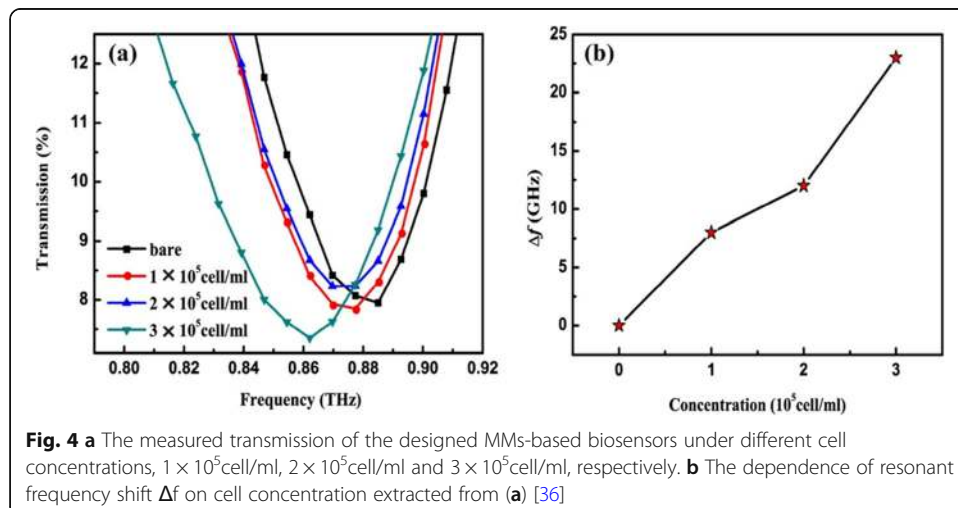 (a)
12
11
10
9
8
Transmission (%)
bare
1 × 10⁵cell/ml
2 × 10⁵cell/ml
3 × 10⁵cell/ml
0.80 0.82 0.84 0.86 0.88 0.90 0.92
Frequency (THz)
(b)
25
20
15
10
5
0
Δf (GHz)
0 1 2 3
Concentration (10⁵cell/ml)
Fig. 4 a The measured transmission of the designed MMs-based biosensors under different cell
concentrations, 1 × 10⁵cell/ml, 2 × 10⁵cell/ml and 3 × 10⁵cell/ml, respectively. b The dependence of resonant
frequency shift Δf on cell concentration extracted from (a) [36]